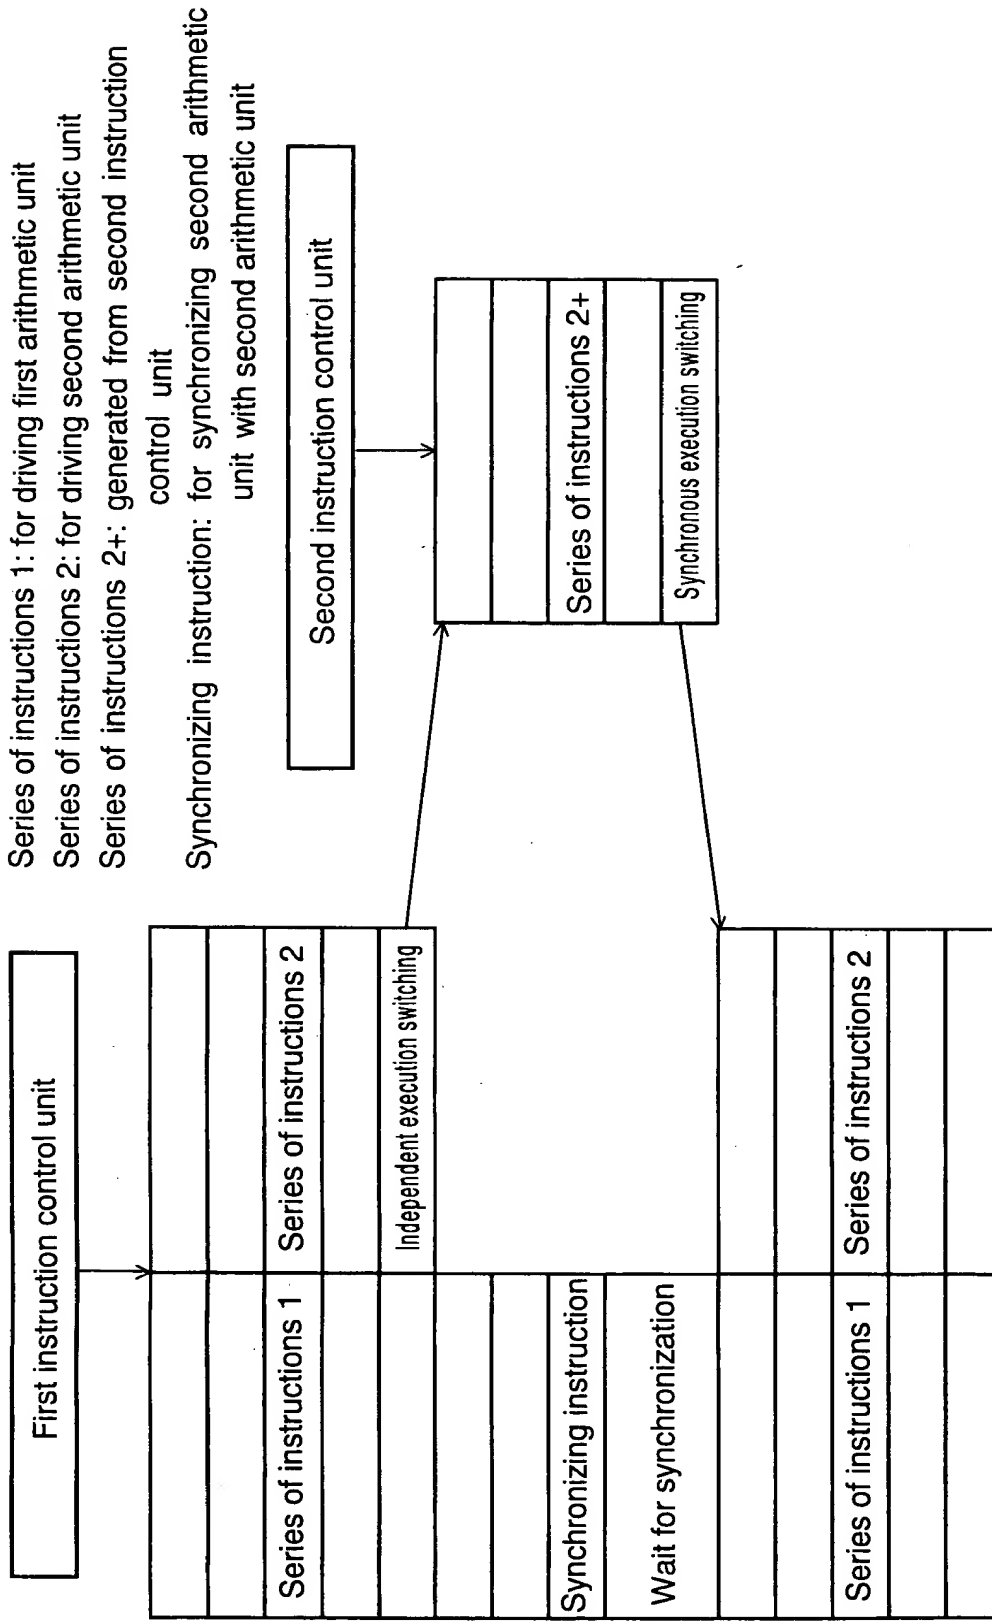 Series of instructions 1: for driving first arithmetic unit
Series of instructions 2: for driving second arithmetic unit
Series of instructions 2+: generated from second instruction
control unit
Synchronizing instruction: for synchronizing second arithmetic
unit with second arithmetic unit
First instruction control unit
Second instruction control unit
Series of instructions 1
Series of instructions 2
Independent execution switching
Synchronizing instruction
Wait for synchronization
Series of instructions 2+
Synchronous execution switching
Series of instructions 1
Series of instructions 2